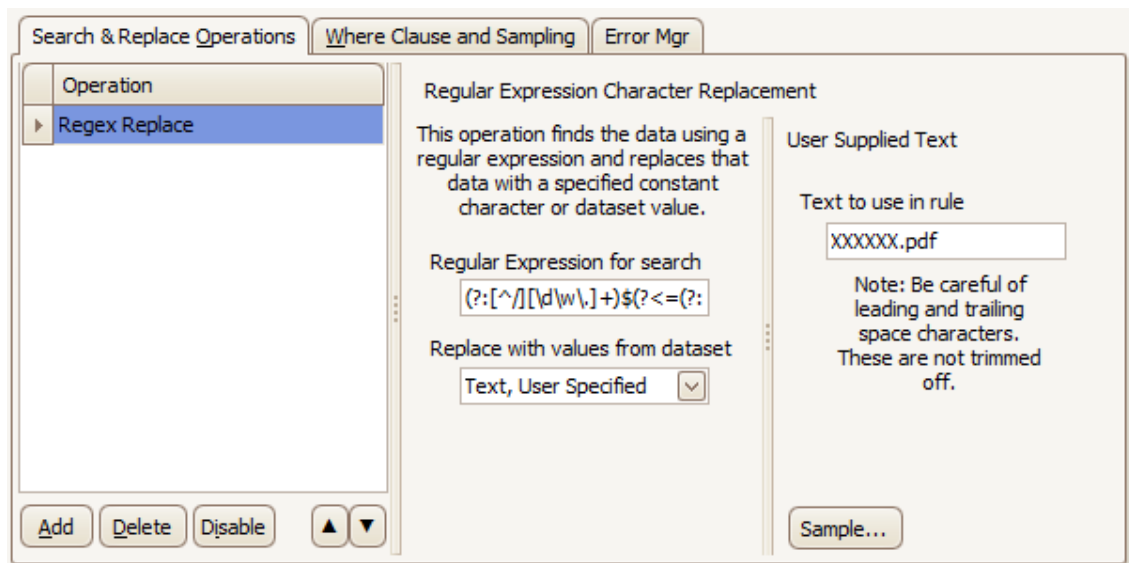 Search & Replace Operations
Where Clause and Sampling
Error Mgr
Operation
Regex Replace
Regular Expression Character Replacement
This operation finds the data using a
regular expression and replaces that
data with a specified constant
character or dataset value.
Regular Expression for search
(?:[^/][\d\w\.]+)$(?<=(?:
Replace with values from dataset
Text, User Specified
User Supplied Text
Text to use in rule
XXXXXX.pdf
Note: Be careful of
leading and trailing
space characters.
These are not trimmed
off.
Add
Delete
Disable
Sample...